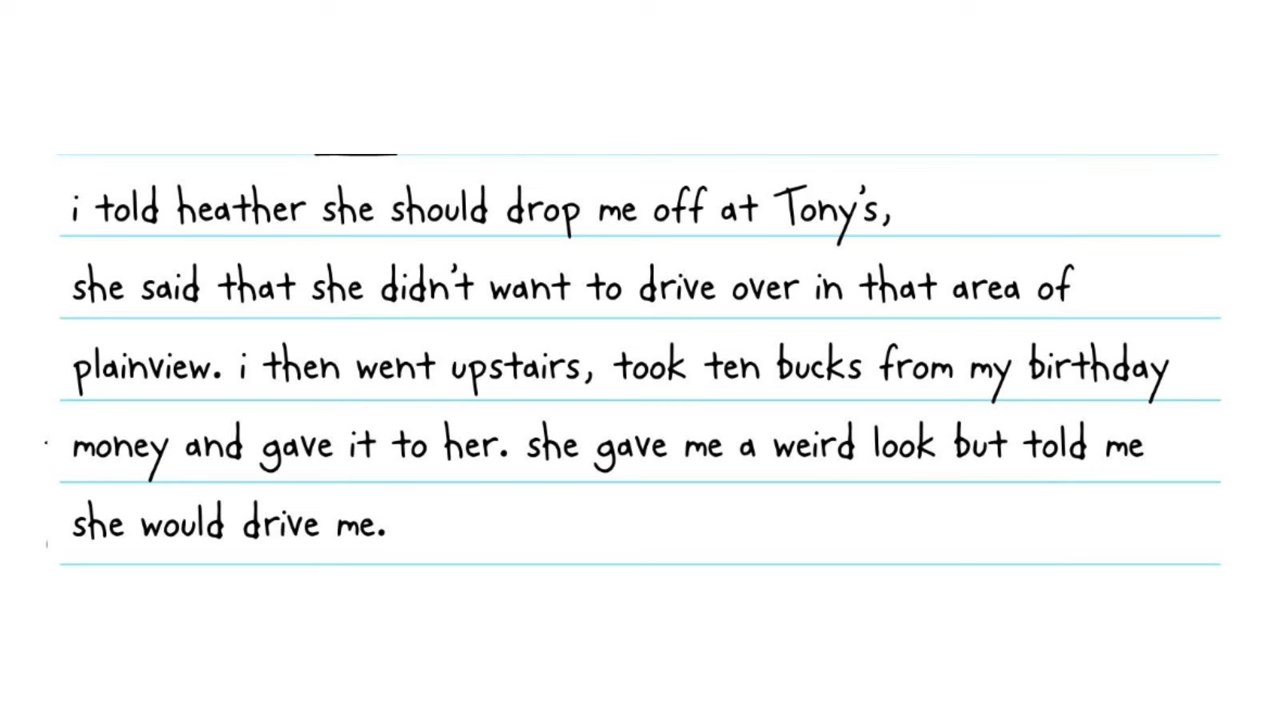 i told heather she should drop me off at Tony's,
she said that she didn't want to drive over in that area of
plainview. i then went upstairs, took ten bucks from my birthday
money and gave it to her. she gave me a weird look but told me
she would drive me.